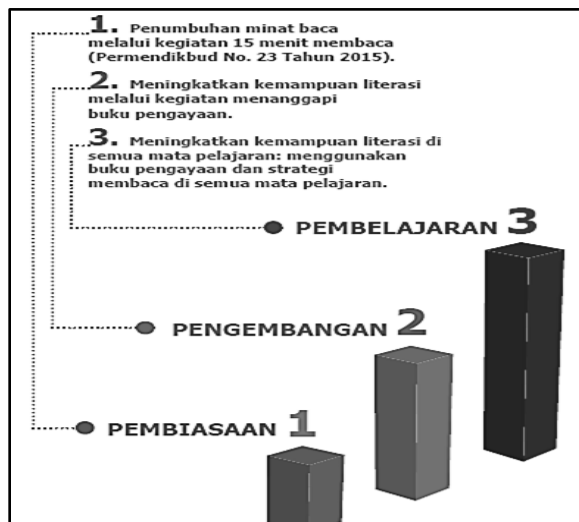 1. Penumbuhan minat baca
melalui kegiatan 15 menit membaca
(Permendikbud No. 23 Tahun 2015).
2. Meningkatkan kemampuan literasi
melalui kegiatan menanggapi
buku pengayaan.
3. Meningkatkan kemampuan literasi di
semua mata pelajaran: menggunakan
buku pengayaan dan strategi
membaca di semua mata pelajaran.
PEMBELAJARAN 3
PENGEMBANGAN 2
PEMBIASAAN 1